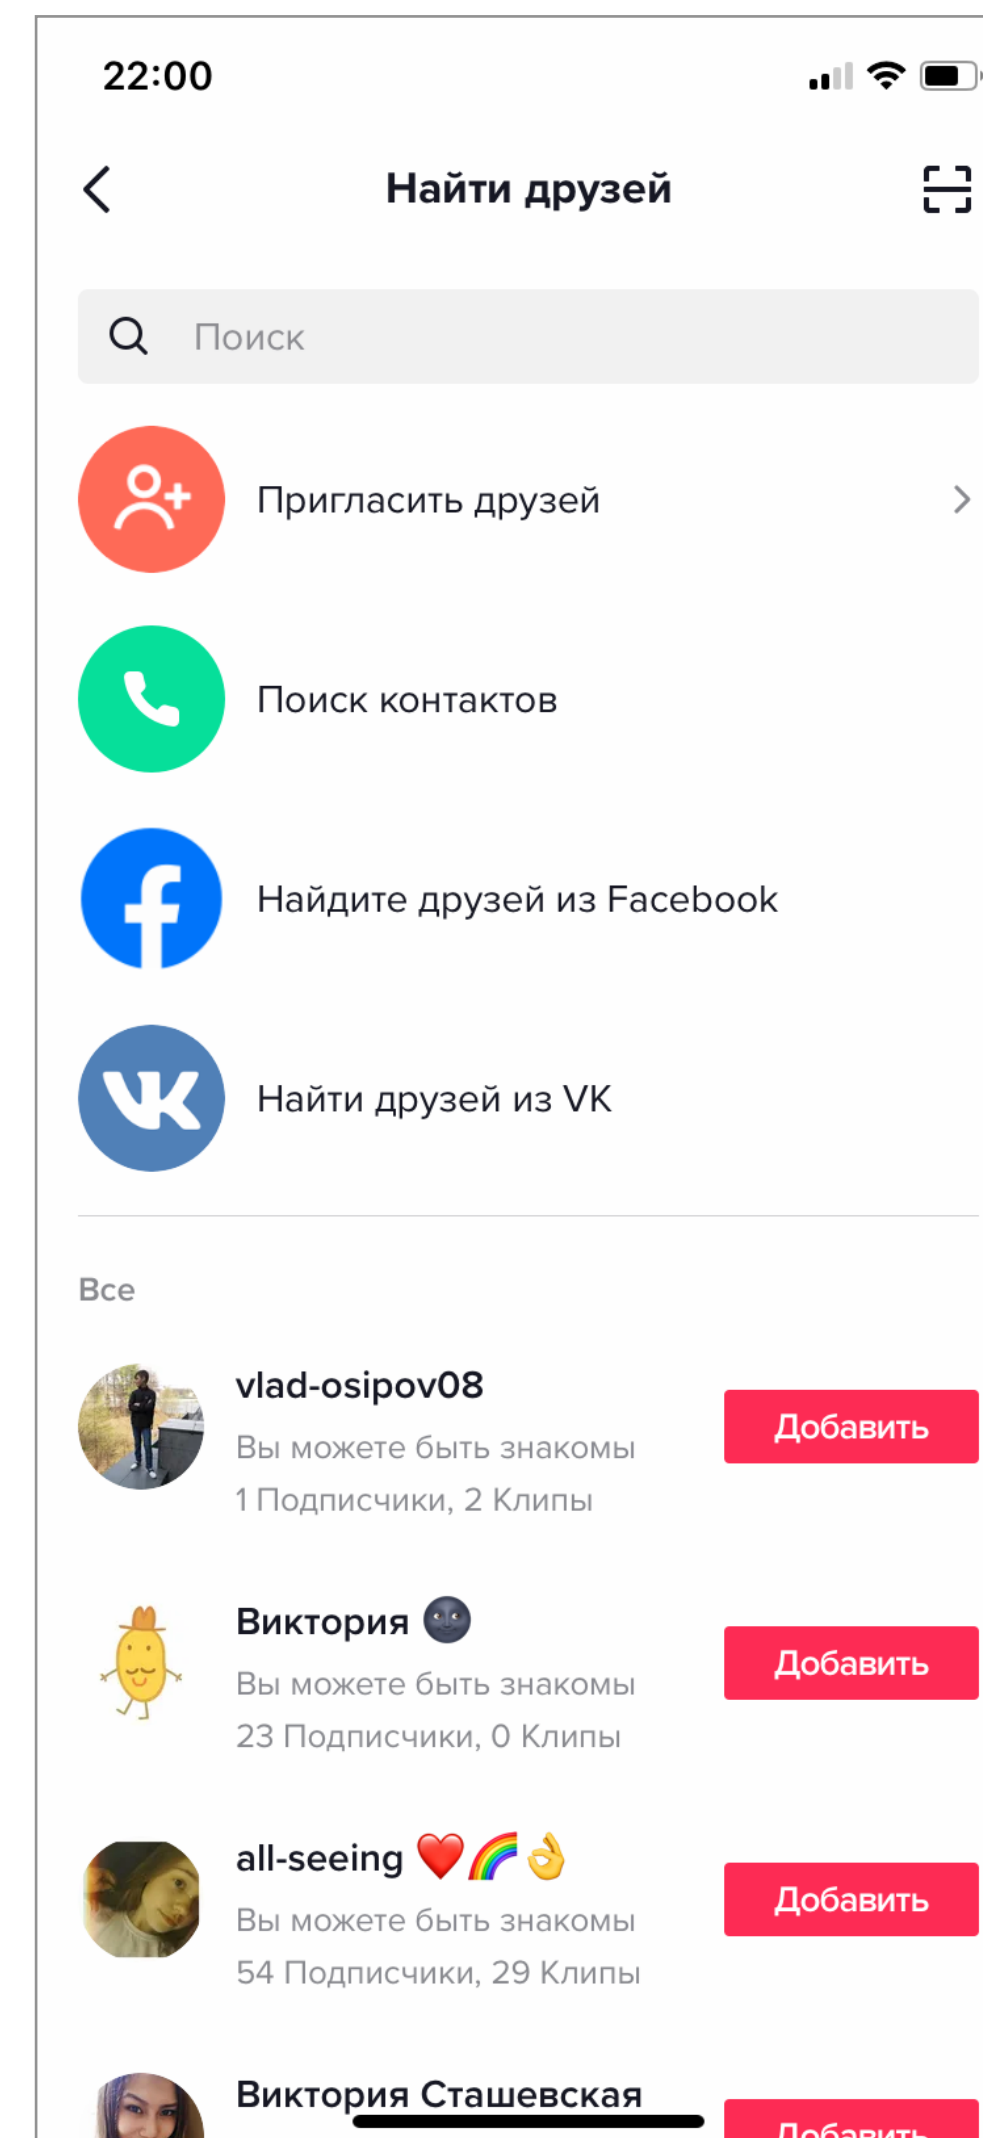 22:00
Найти друзей
Поиск
Пригласить друзей
Поиск контактов
Найдите друзей из Facebook
Найти друзей из VK
Все
vlad-osipov08
Добавить
Вы можете быть знакомы
1 Подписчики, 2 Клипы
Виктория 🌚
Добавить
Вы можете быть знакомы
23 Подписчики, 0 Клипы
all-seeing ❤️🌈👌
Добавить
Вы можете быть знакомы
54 Подписчики, 29 Клипы
Виктория Сташевская
Добавить